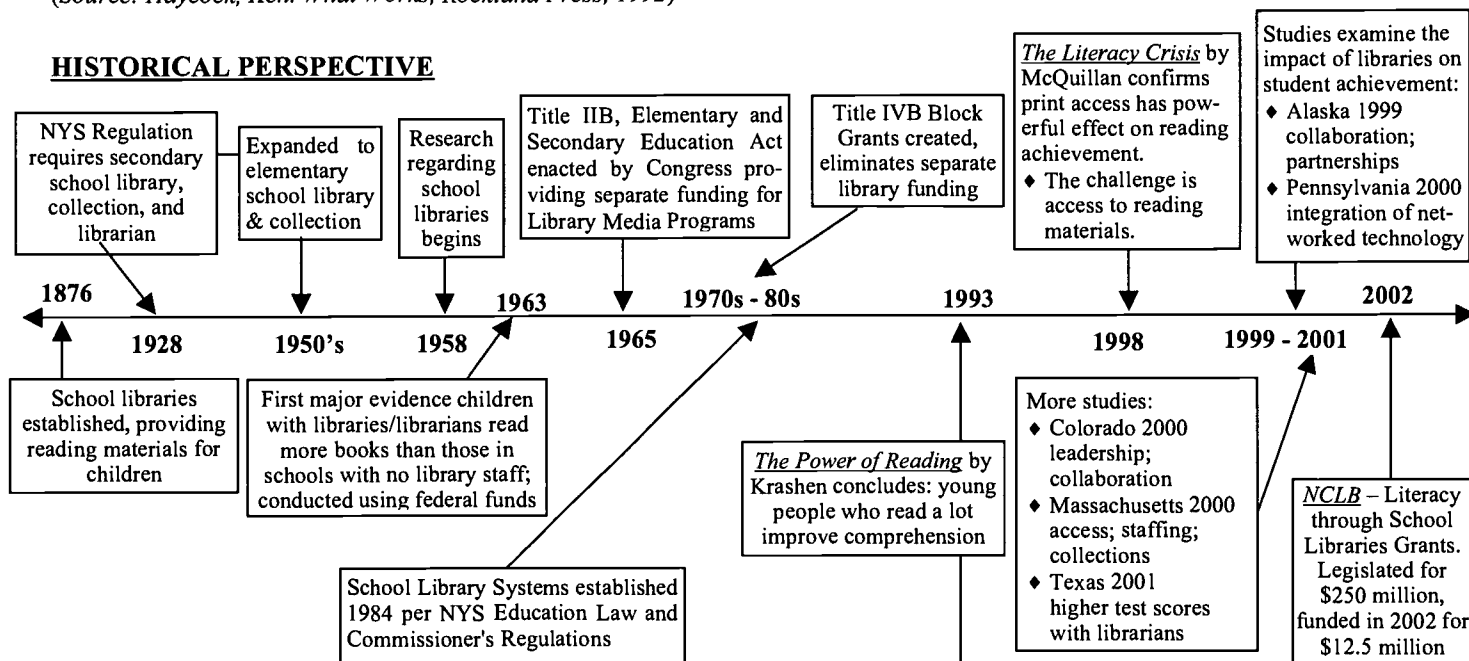 (Source: Haycock, Ken. What Works, Rockland Press, 1992)
HISTORICAL PERSPECTIVE
NYS Regulation
requires secondary
school library,
collection, and
librarian
Expanded to
elementary
school library
& collection
Research
regarding
school
libraries
begins
Title IIB, Elementary and
Secondary Education Act
enacted by Congress pro-
viding separate funding for
Library Media Programs
Title IVB Block
Grants created,
eliminates separate
library funding
The Literacy Crisis by
McQuillan confirms
print access has pow-
erful effect on reading
achievement.
♦ The challenge is
access to reading
materials.
Studies examine the
impact of libraries on
student achievement:
♦ Alaska 1999
collaboration;
partnerships
♦ Pennsylvania 2000
integration of net-
worked technology
1876
1928
1950's
1958
1963
1965
1970s - 80s
1993
1998
1999 - 2001
2002
School libraries
established, providing
reading materials for
children
First major evidence children
with libraries/librarians read
more books than those in
schools with no library staff;
conducted using federal funds
School Library Systems established
1984 per NYS Education Law and
Commissioner's Regulations
The Power of Reading by
Krashen concludes: young
people who read a lot
improve comprehension
More studies:
♦ Colorado 2000
leadership;
collaboration
♦ Massachusetts 2000
access; staffing;
collections
♦ Texas 2001
higher test scores
with librarians
NCLB – Literacy
through School
Libraries Grants.
Legislated for
$250 million,
funded in 2002 for
$12.5 million